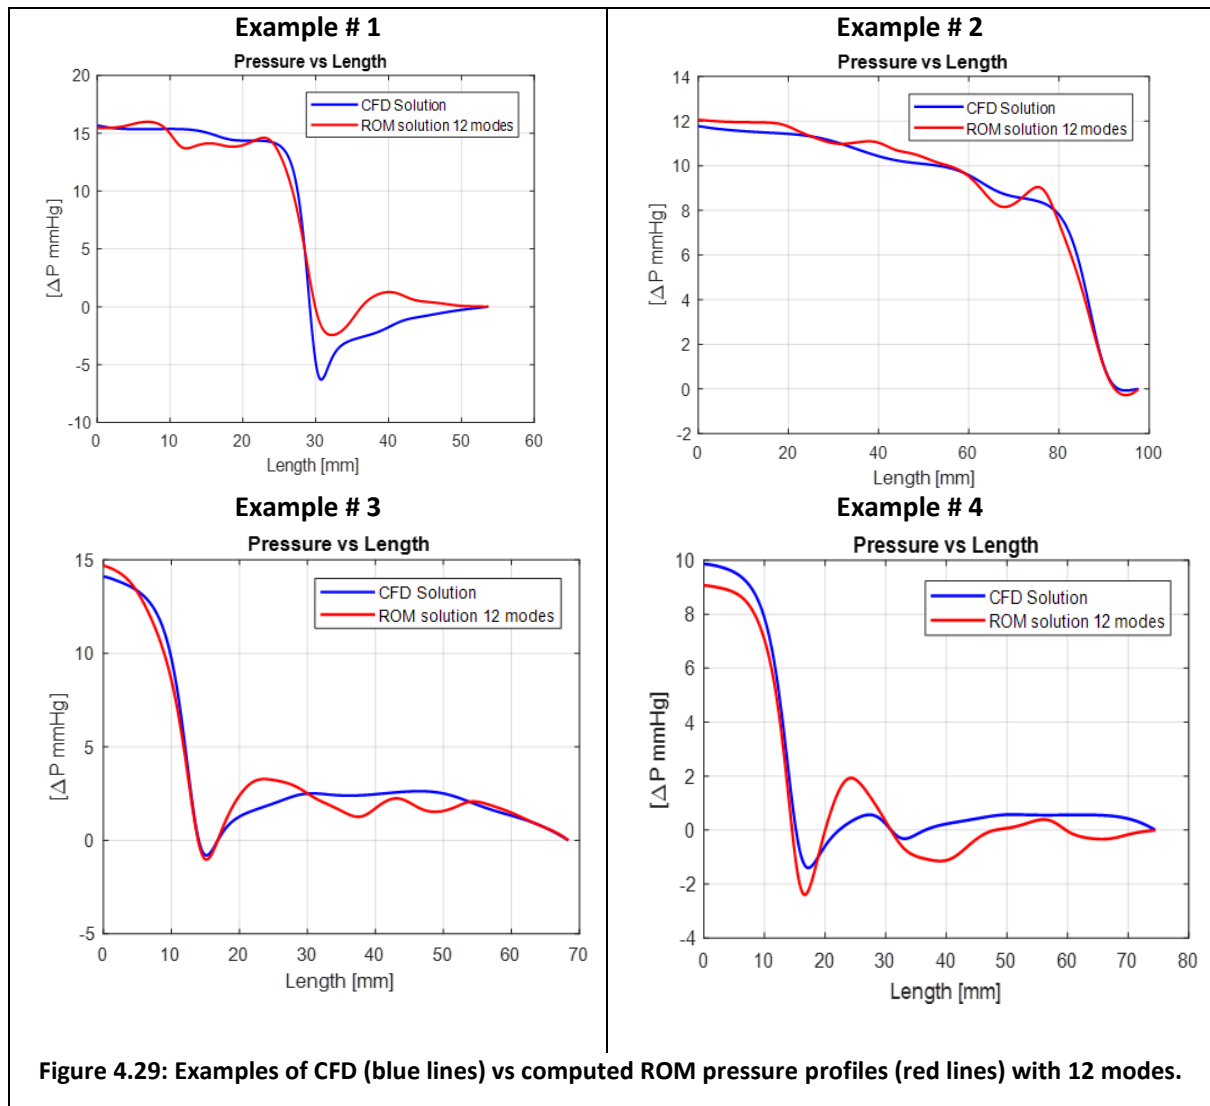 Example # 1
Pressure vs Length
CFD Solution
ROM solution 12 modes
20
15
10
5
0
-5
-10
[△P mmHg]
0 10 20 30 40 50 60
Length [mm]
Example # 2
Pressure vs Length
CFD Solution
ROM solution 12 modes
14
12
10
8
6
4
2
0
-2
[△P mmHg]
0 20 40 60 80 100
Length [mm]
Example # 3
Pressure vs Length
CFD Solution
ROM solution 12 modes
15
10
5
0
-5
[△P mmHg]
0 10 20 30 40 50 60 70
Length [mm]
Example # 4
Pressure vs Length
CFD Solution
ROM solution 12 modes
10
8
6
4
2
0
-2
-4
[△P mmHg]
0 10 20 30 40 50 60 70 80
Length [mm]
Figure 4.29: Examples of CFD (blue lines) vs computed ROM pressure profiles (red lines) with 12 modes.